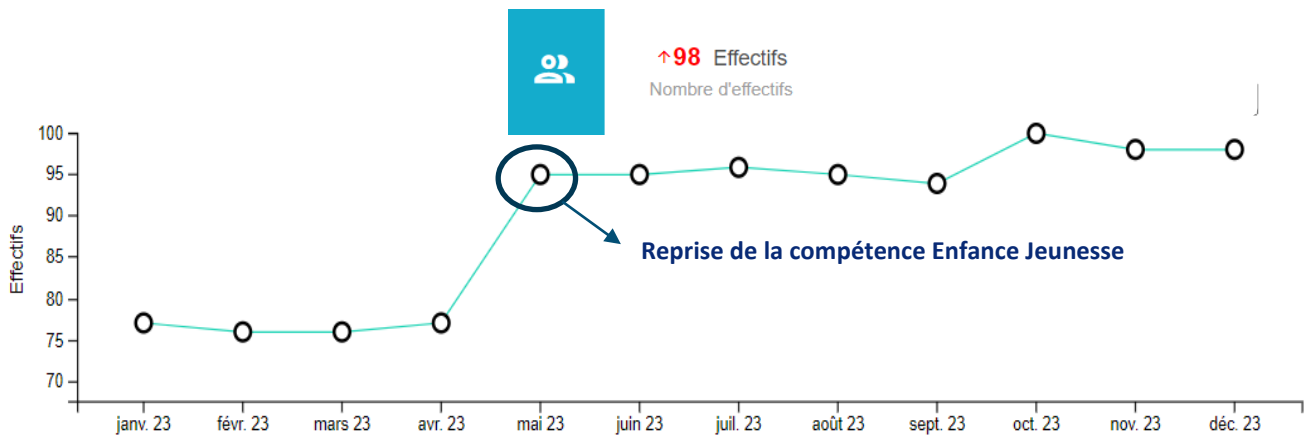 ↑98 Effectifs
Nombre d'effectifs
100
95
90
85
80
75
70
Effectifs
Reprise de la compétence Enfance Jeunesse
janv. 23 févr. 23 mars 23 avr. 23 mai 23 juin 23 juil. 23 août 23 sept. 23 oct. 23 nov. 23 déc. 23